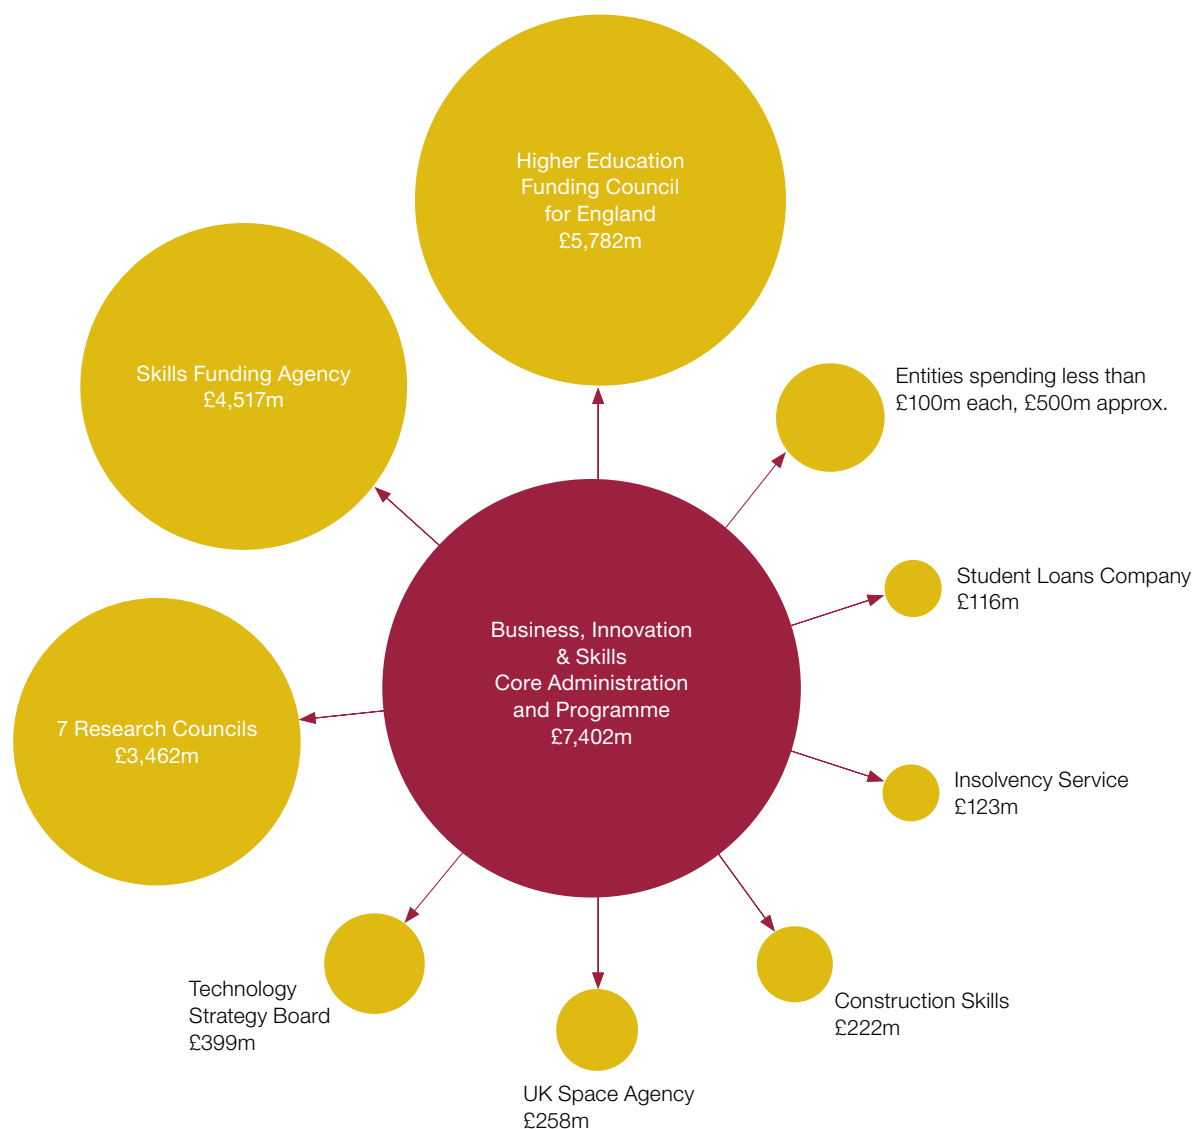 Higher Education
Funding Council
for England
£5,782m
Skills Funding Agency
£4,517m
Entities spending less than
£100m each, £500m approx.
Student Loans Company
£116m
Business, Innovation
& Skills
Core Administration
and Programme
£7,402m
7 Research Councils
£3,462m
Insolvency Service
£123m
Technology
Strategy Board
£399m
Construction Skills
£222m
UK Space Agency
£258m